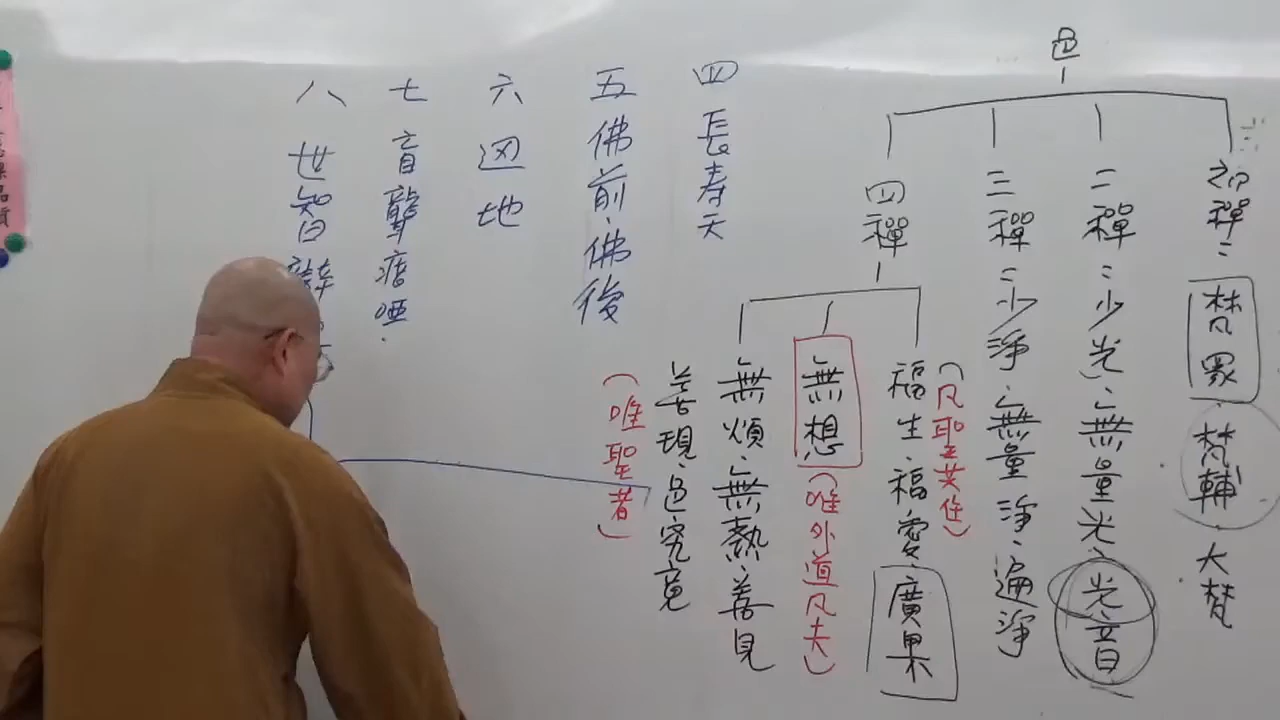 色
初禪:梵眾、梵輔、大梵
二禪:少光、無量光、光音
三禪:少淨、無量淨、遍淨
四禪
(凡聖共住)
福生、福愛、廣果
無想(唯外道凡夫)
無煩、無熱、善見
善現、色究竟
(唯聖者)
四 長寿天
五 佛前、佛後
六 边地
七 盲聾瘖啞
八 世智辯